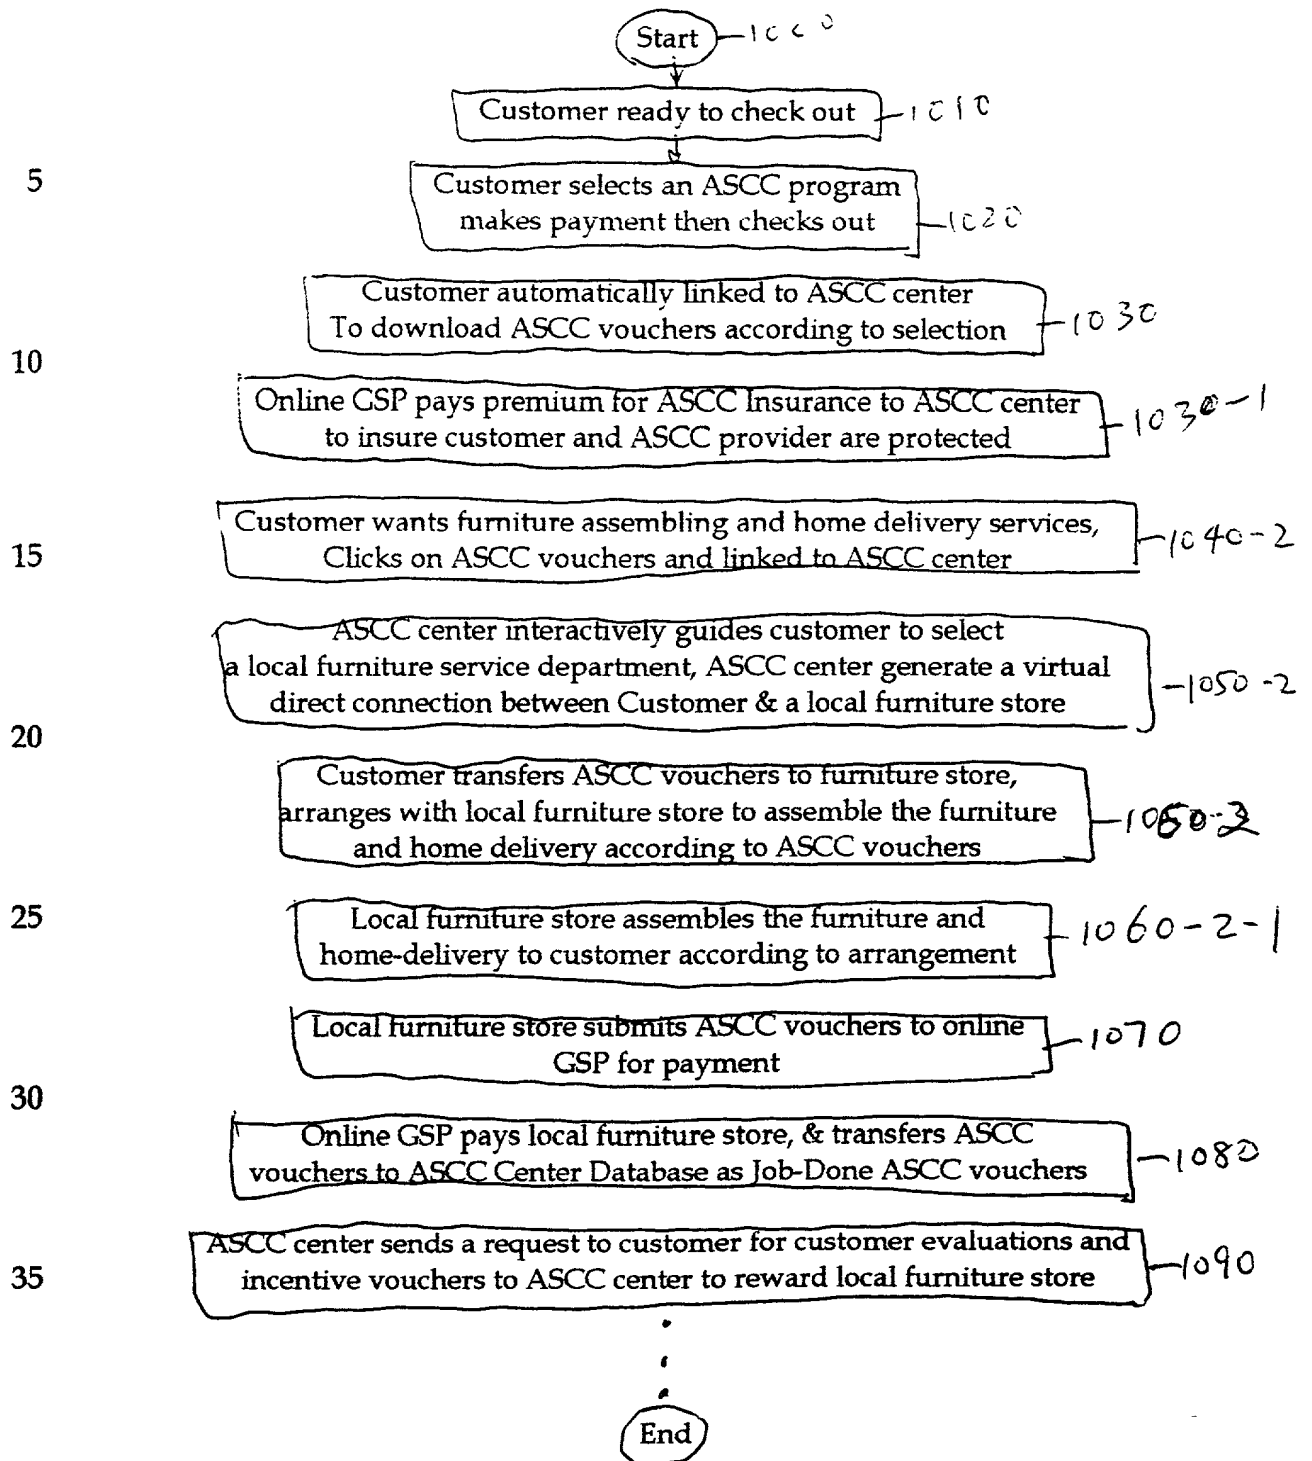 Start 1000
Customer ready to check out 1010
5
Customer selects an ASCC program
makes payment then checks out 1020
Customer automatically linked to ASCC center
To download ASCC vouchers according to selection 1030
10
Online GSP pays premium for ASCC Insurance to ASCC center
to insure customer and ASCC provider are protected 1030-1
Customer wants furniture assembling and home delivery services,
Clicks on ASCC vouchers and linked to ASCC center 1040-2
15
ASCC center interactively guides customer to select
a local furniture service department, ASCC center generate a virtual
direct connection between Customer & a local furniture store 1050-2
20
Customer transfers ASCC vouchers to furniture store,
arranges with local furniture store to assemble the furniture
and home delivery according to ASCC vouchers
25
Local furniture store assembles the furniture and
home-delivery to customer according to arrangement 1060-2-1
Local furniture store submits ASCC vouchers to online
GSP for payment 1070
30
Online GSP pays local furniture store, & transfers ASCC
vouchers to ASCC Center Database as Job-Done ASCC vouchers 1080
ASCC center sends a request to customer for customer evaluations and
incentive vouchers to ASCC center to reward local furniture store 1090
35
End